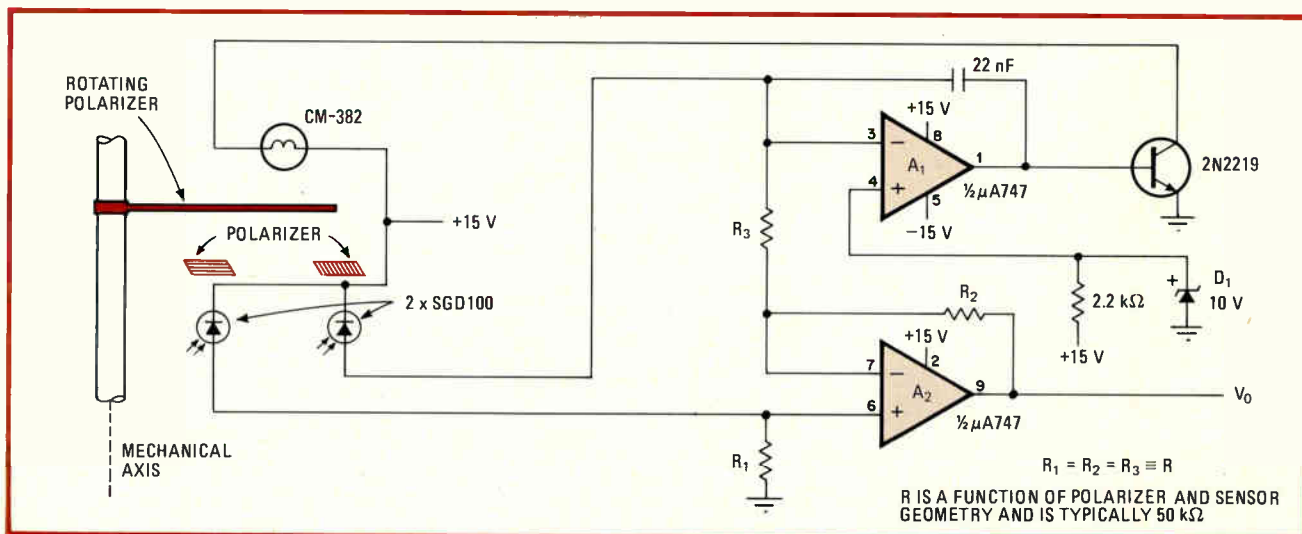 ROTATING
POLARIZER
CM-382
+15 V
POLARIZER
2 x SGD100
MECHANICAL
AXIS
22 nF
+15 V
3
−
8
A₁
1
4
+
5
½μA747
−15 V
2N2219
R₃
R₂
2.2 kΩ
+15 V
+
D₁
10 V
+15 V
7
−
2
A₂
9
6
+
½μA747
V₀
R₁
R₁ = R₂ = R₃ ≡ R
R IS A FUNCTION OF POLARIZER AND SENSOR
GEOMETRY AND IS TYPICALLY 50 kΩ